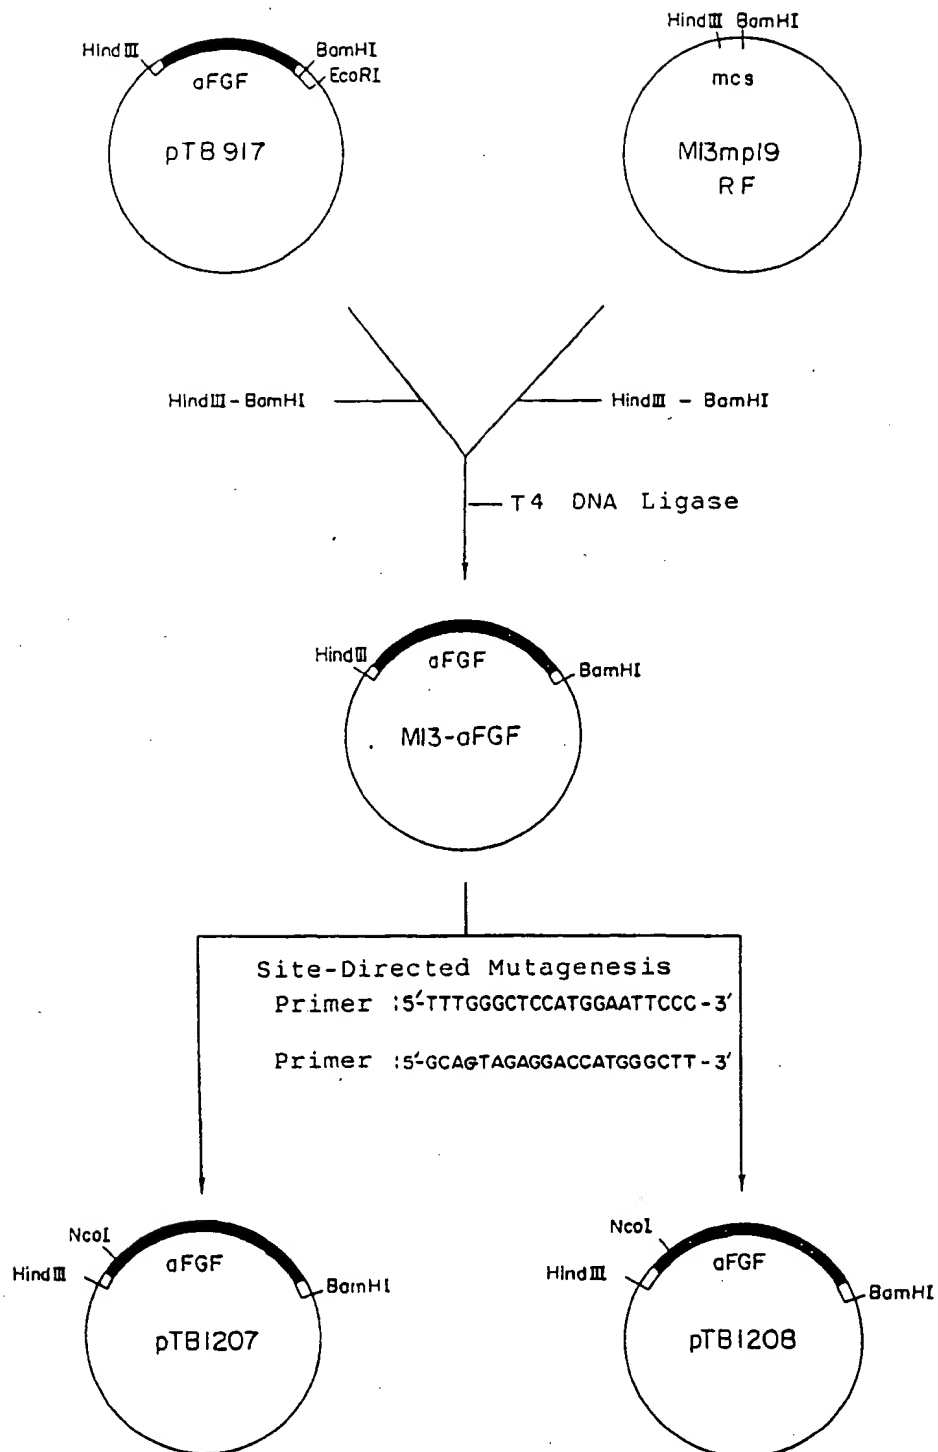 HindIII
BamHI
EcoRI
aFGF
pTB917
HindIII BamHI
mcs
M13mp19
RF
HindIII-BamHI
HindIII - BamHI
T4 DNA Ligase
HindIII
aFGF
BamHI
M13-aFGF
Site-Directed Mutagenesis
Primer :5'-TTTGGGCTCCATGGAATTCCC-3'
Primer :5'-GCAGTAGAGGACCATGGGCTT-3'
NcoI
HindIII
aFGF
BamHI
pTB1207
NcoI
HindIII
aFGF
BamHI
pTB1208